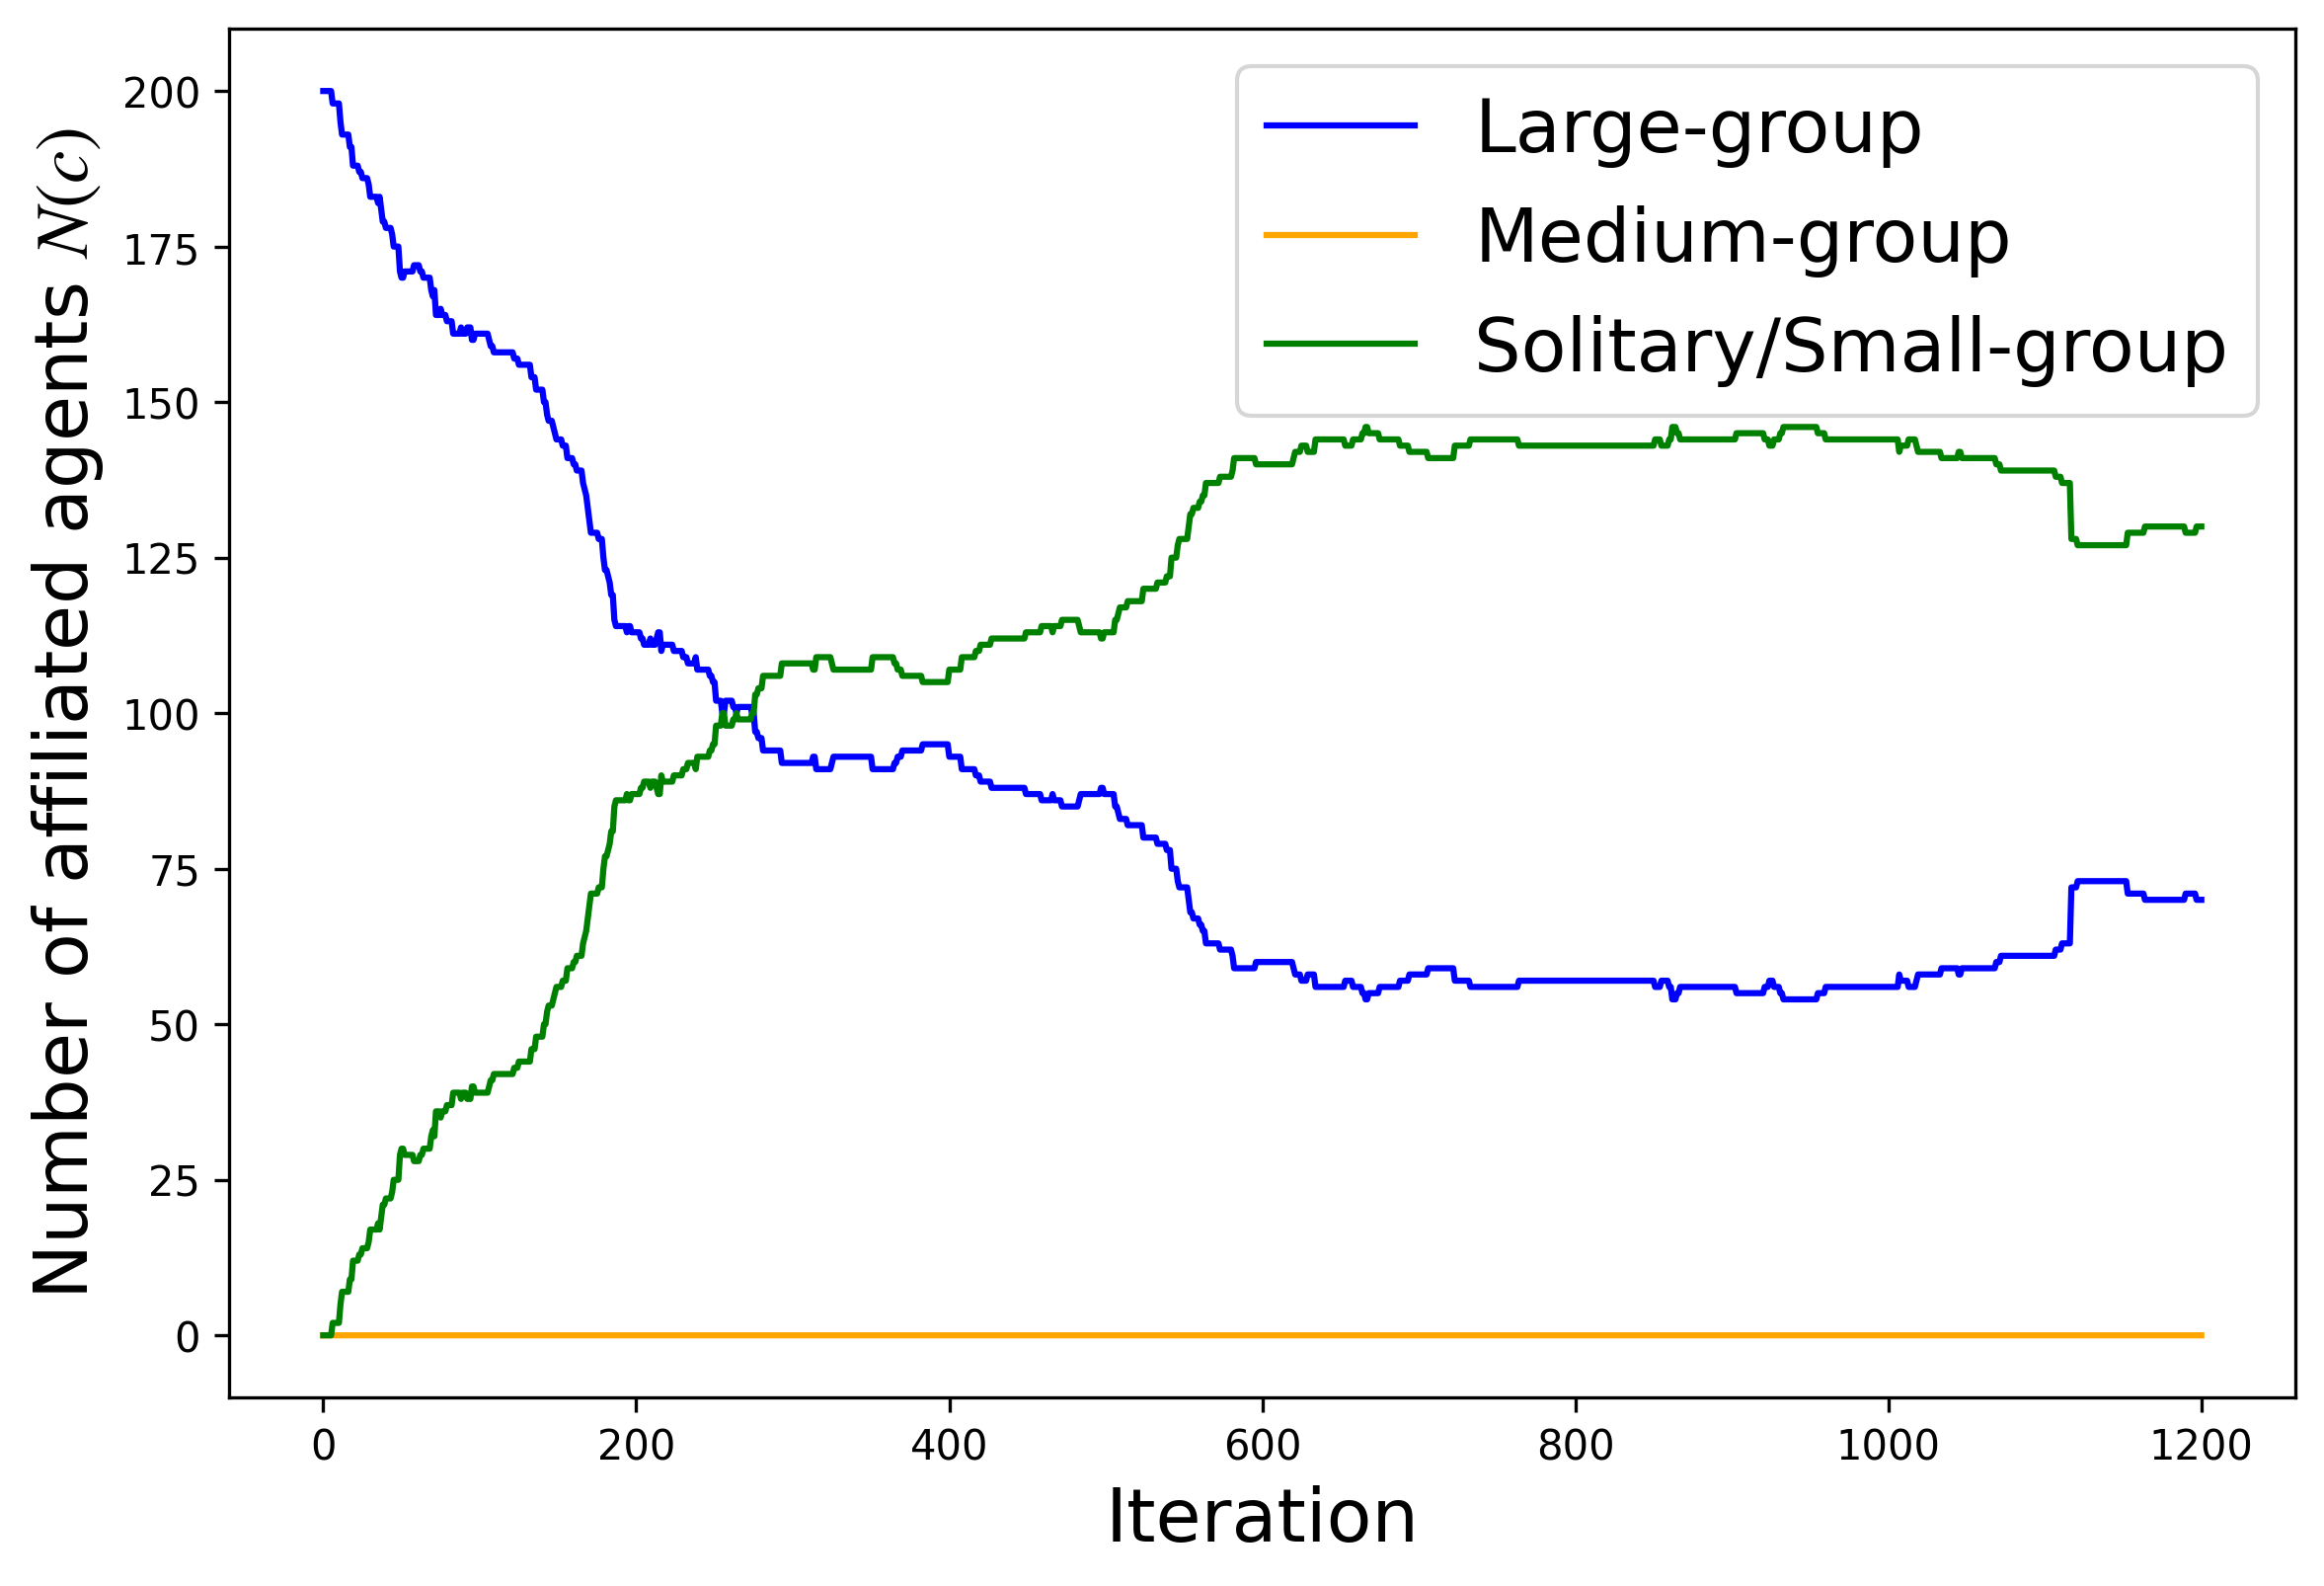 Number of affiliated agents N(c)
200
175
150
125
100
75
50
25
0
Large-group
Medium-group
Solitary/Small-group
0 200 400 600 800 1000 1200
Iteration